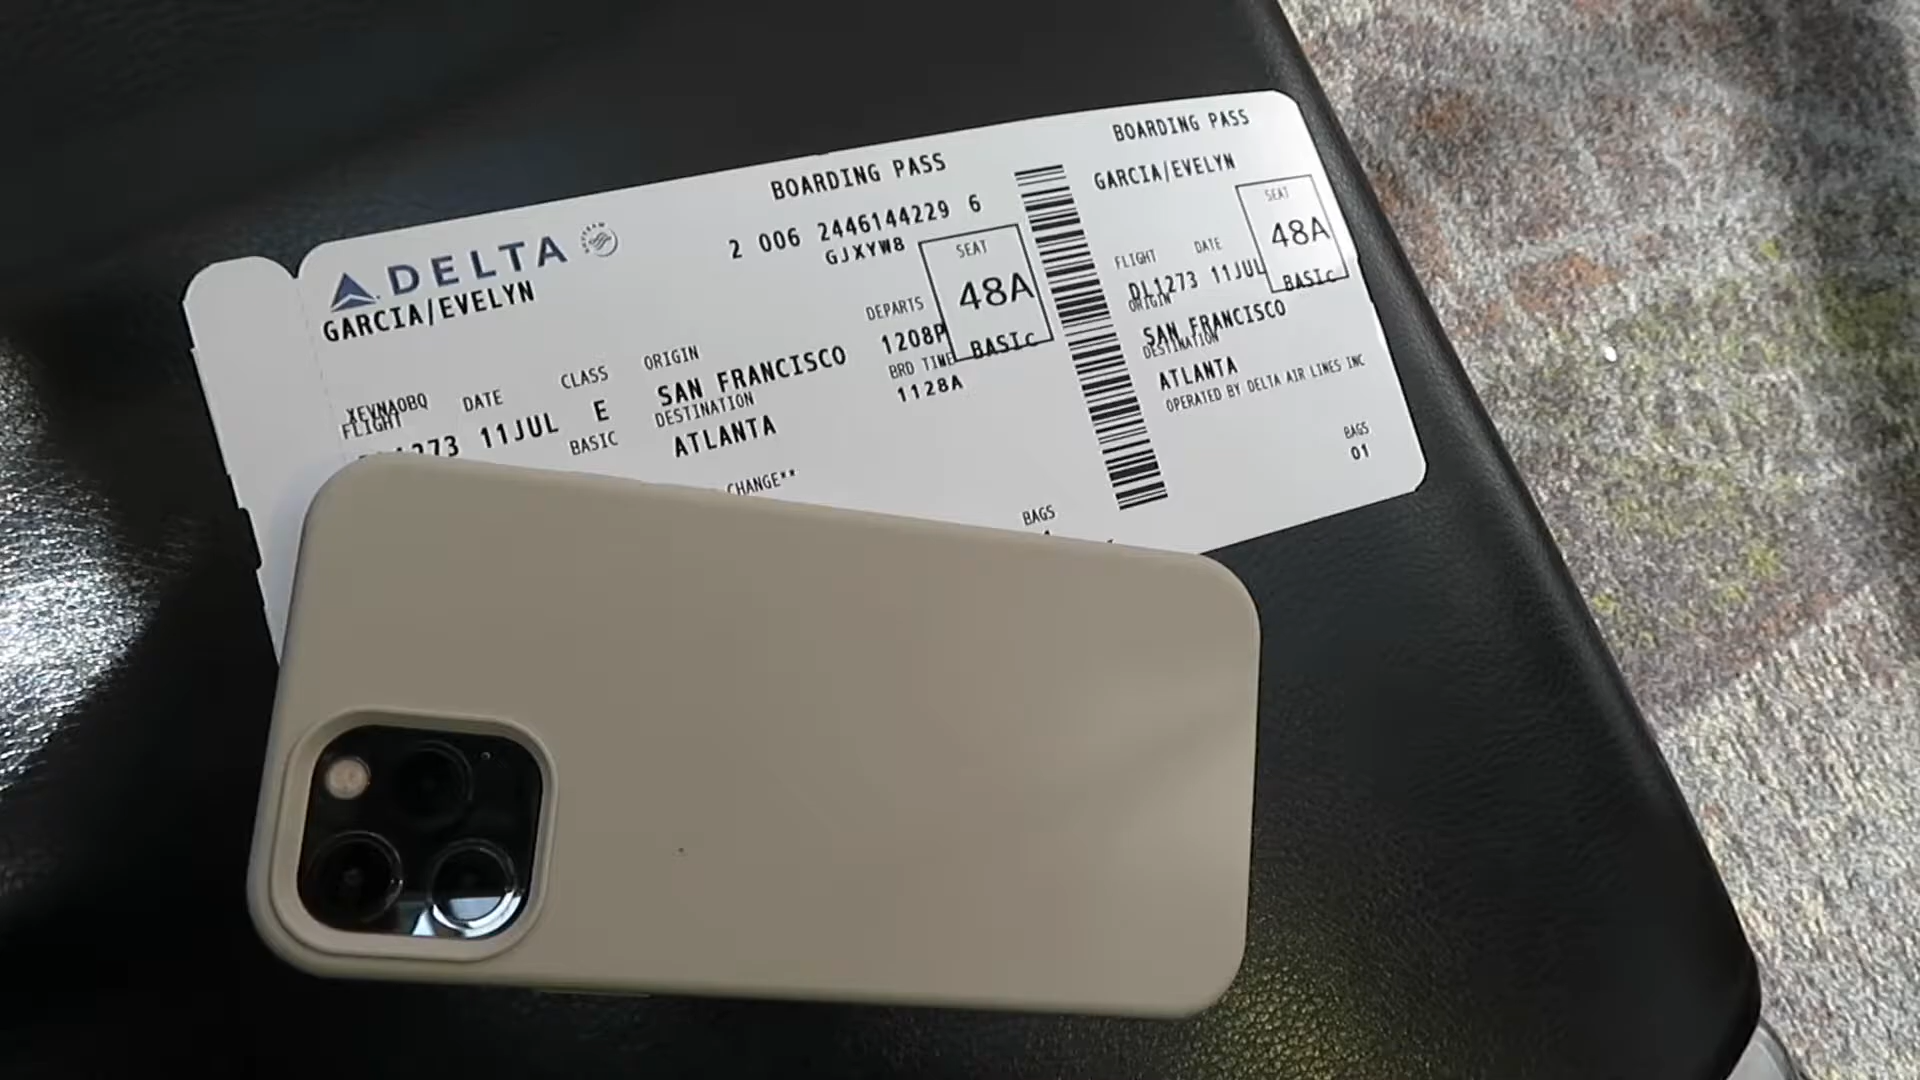 BOARDING PASS
2 006 2446144229 6
GJXYW8
DELTA
GARCIA/EVELYN
SEAT
48A
BASIc
DEPARTS
1208P
BRD TIME
1128A
XEVNAOBQ
FLIGHT
1273
DATE
11JUL
CLASS
E
BASIC
ORIGIN
SAN FRANCISCO
DESTINATION
ATLANTA
CHANGE**
BAGS
BOARDING PASS
GARCIA/EVELYN
SEAT
48A
BASIc
FLIGHT DATE
DL1273 11JUL
ORIGIN
SAN FRANCISCO
DESTINATION
ATLANTA
OPERATED BY DELTA AIR LINES INC
BAGS
01